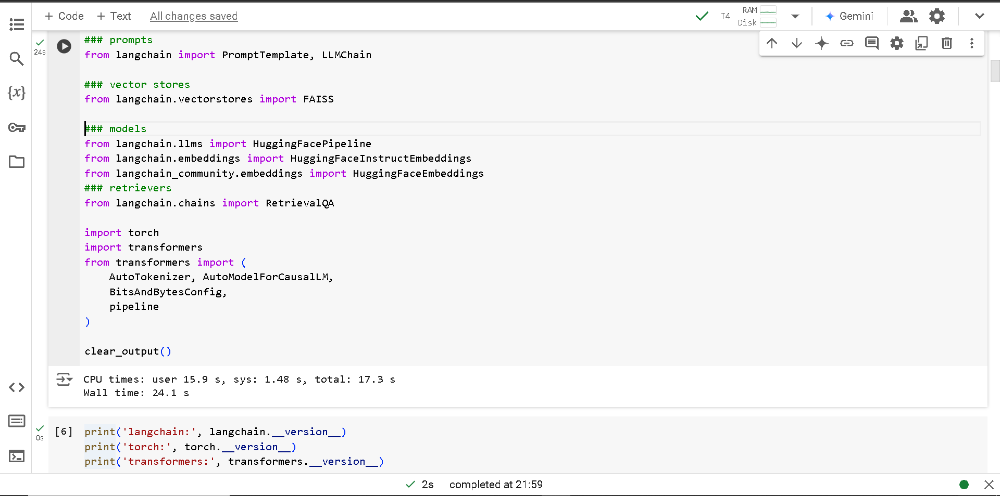 + Code + Text All changes saved
T4 RAM Disk Gemini
24s
### prompts
from langchain import PromptTemplate, LLMChain
### vector stores
from langchain.vectorstores import FAISS
### models
from langchain.llms import HuggingFacePipeline
from langchain.embeddings import HuggingFaceInstructEmbeddings
from langchain_community.embeddings import HuggingFaceEmbeddings
### retrievers
from langchain.chains import RetrievalQA
import torch
import transformers
from transformers import (
    AutoTokenizer, AutoModelForCausalLM,
    BitsAndBytesConfig,
    pipeline
)
clear_output()
CPU times: user 15.9 s, sys: 1.48 s, total: 17.3 s
Wall time: 24.1 s
0s
[6] print('langchain:', langchain.__version__)
print('torch:', torch.__version__)
print('transformers:', transformers.__version__)
2s completed at 21:59